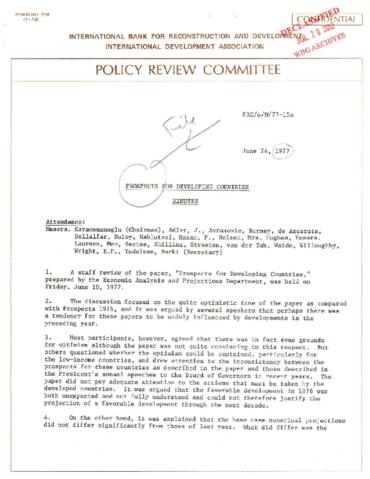 FORM NO. 259
(7-73)
CONFIDENTIAL
DECLASSIFIED
JUL 20 2012
WBG ARCHIVES
INTERNATIONAL BANK FOR RECONSTRUCTION AND DEVELOPMENT
INTERNATIONAL DEVELOPMENT ASSOCIATION
POLICY REVIEW COMMITTEE
File
PRC/s/M/77-15a
June 24, 1977
PROSPECTS FOR DEVELOPING COUNTRIES
MINUTES
Attendance:
Messrs. Karaosmanoglu (Chairman), Adler, J., Avramovic, Burney, de Azcarate,
Dellalfar, Duloy, Hablutzel, Hasan, P., Holsen, Mrs. Hughes, Messrs.
Laursen, Meo, Sachse, Shilling, Streeten, van der Tak, Waide, Willoughby,
Wright, E.P., Yudelman, Burki (Secretary)
1. A staff review of the paper, "Prospects for Developing Countries,"
prepared by the Economic Analysis and Projections Department, was held on
Friday, June 10, 1977.
2. The discussion focused on the quite optimistic tone of the paper as compared
with Prospects 1976, and it was argued by several speakers that perhaps there was
a tendency for these papers to be unduly influenced by developments in the
preceding year.
3. Most participants, however, agreed that there was in fact some grounds
for optimism although the paper was not quite convincing in this respect. But
others questioned whether the optimism could be contained, particularly for
the low-income countries, and drew attention to the inconsistency between the
prospects for these countries as described in the paper and those described in
the President's annual speeches to the Board of Governors in recent years. The
paper did not pay adequate attention to the actions that must be taken by the
developed countries. It was argued that the favorable development in 1976 was
both unexpected and not fully understood and could not therefore justify the
projection of a favorable development through the next decade.
4. On the other hand, it was explained that the base case numerical projections
did not differ significantly from those of last year. What did differ was the